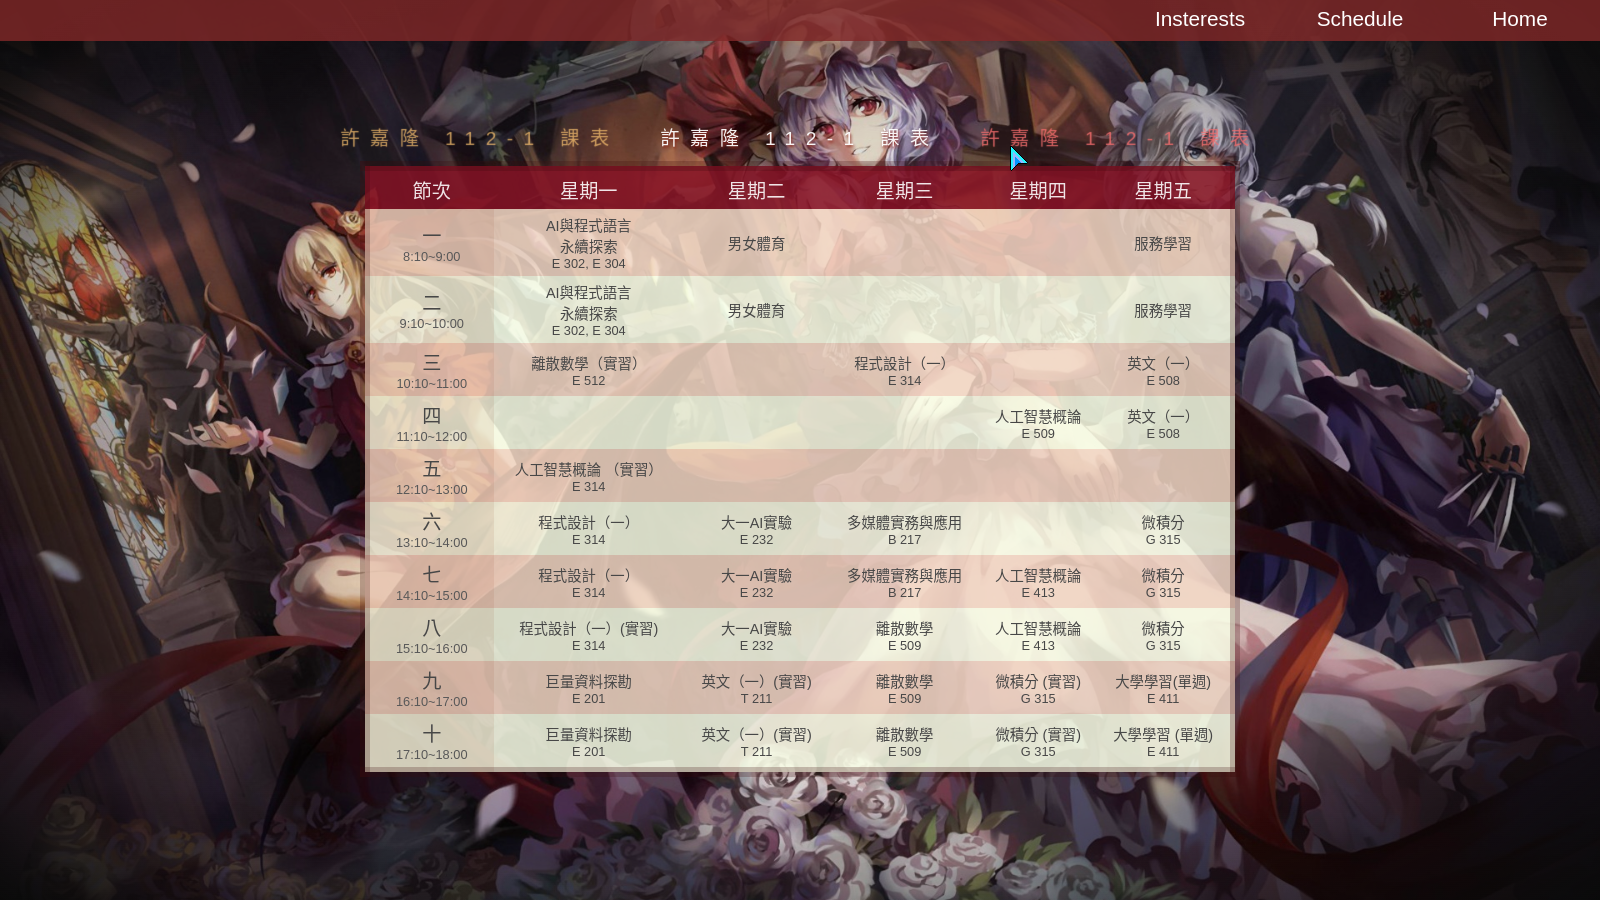 Insterests Schedule Home
許嘉隆 112-1 課表 許嘉隆 112-1 課表 許嘉隆 112-1 課表
節次 星期一 星期二 星期三 星期四 星期五
一 AI與程式語言 男女體育 服務學習
8:10~9:00 永續探索
E 302, E 304
二 AI與程式語言 男女體育 服務學習
9:10~10:00 永續探索
E 302, E 304
三 離散數學（實習） 程式設計（一） 英文（一）
10:10~11:00 E 512 E 314 E 508
四 人工智慧概論 英文（一）
11:10~12:00 E 509 E 508
五 人工智慧概論 （實習）
12:10~13:00 E 314
六 程式設計（一） 大一AI實驗 多媒體實務與應用 微積分
13:10~14:00 E 314 E 232 B 217 G 315
七 程式設計（一） 大一AI實驗 多媒體實務與應用 人工智慧概論 微積分
14:10~15:00 E 314 E 232 B 217 E 413 G 315
八 程式設計（一）(實習) 大一AI實驗 離散數學 人工智慧概論 微積分
15:10~16:00 E 314 E 232 E 509 E 413 G 315
九 巨量資料探勘 英文（一）(實習) 離散數學 微積分 (實習) 大學學習(單週)
16:10~17:00 E 201 T 211 E 509 G 315 E 411
十 巨量資料探勘 英文（一）(實習) 離散數學 微積分 (實習) 大學學習 (單週)
17:10~18:00 E 201 T 211 E 509 G 315 E 411